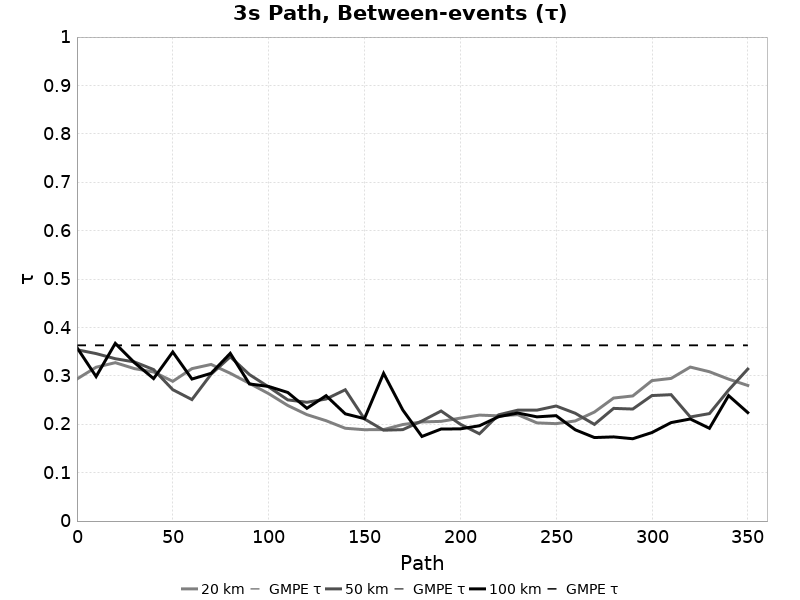 3s Path, Between-events (τ)
1
0.9
0.8
0.7
0.6
0.5
0.4
0.3
0.2
0.1
0
τ
0 50 100 150 200 250 300 350
Path
20 km GMPE τ 50 km GMPE τ 100 km GMPE τ